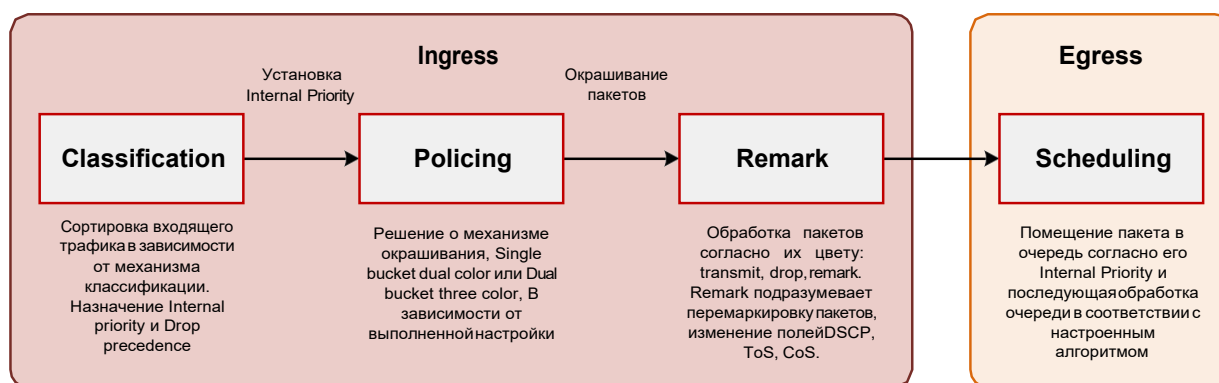 Ingress
Egress
Установка
Internal Priority
Окрашивание
пакетов
Classification
Policing
Remark
Scheduling
Сортировка входящего
трафика в зависимости
от механизма
классификации.
Назначение Internal
priority и Drop
precedence
Решение о механизме
окрашивания, Single
bucket dual color или Dual
bucket three color, В
зависимости от
выполненной настройки
Обработка пакетов
согласно их цвету:
transmit, drop, remark.
Remark подразумевает
перемаркировку пакетов,
изменение полейDSCP,
ToS, CoS.
Помещение пакета в
очередь согласно его
Internal Priority и
последующая обработка
очереди в соответствии с
настроенным
алгоритмом